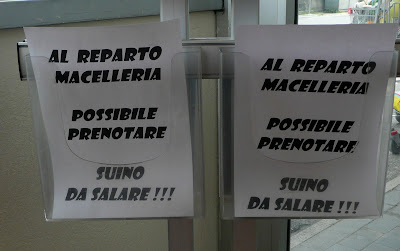 AL REPARTO
MACELLERIA
POSSIBILE
PRENOTARE
SUINO
DA SALARE !!!
AL REPARTO
MACELLERIA
POSSIBILE
PRENOTARE
SUINO
DA SALARE !!!